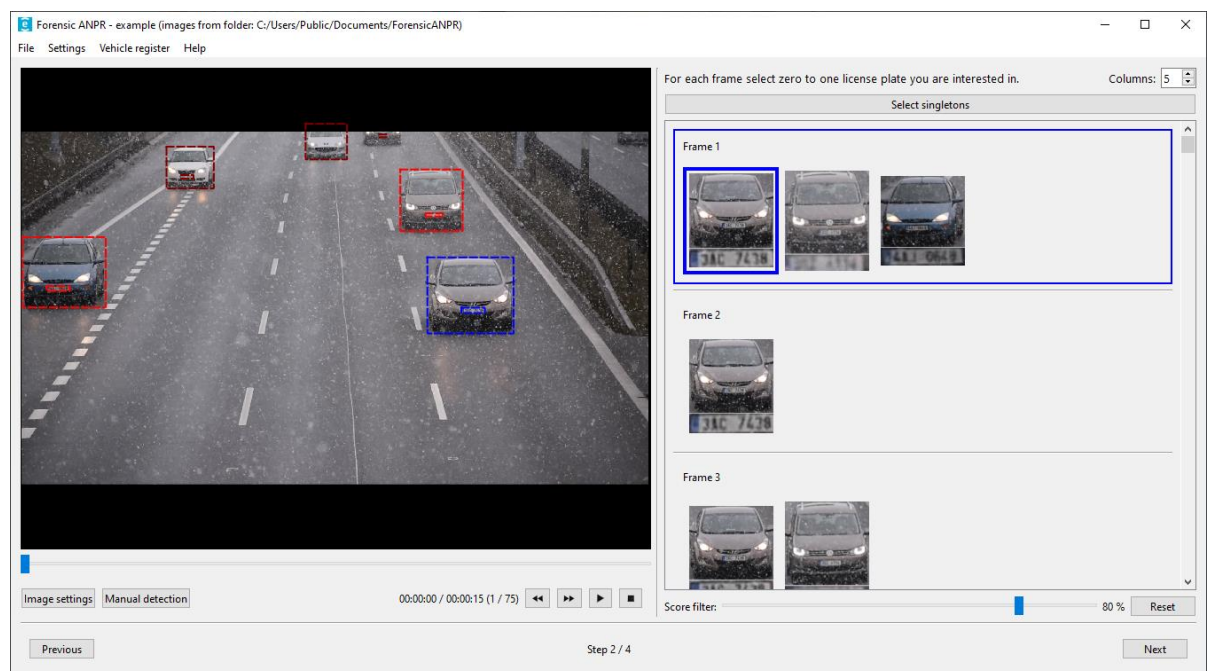 Forensic ANPR - example (images from folder: C:/Users/Public/Documents/ForensicANPR)
File Settings Vehicle register Help
For each frame select zero to one license plate you are interested in.
Columns: 5
Select singletons
Frame 1
3AC 7438
Frame 2
3AC 7438
Frame 3
Image settings
Manual detection
00:00:00 / 00:00:15 (1 / 75)
Score filter:
80 %
Reset
Previous
Step 2 / 4
Next